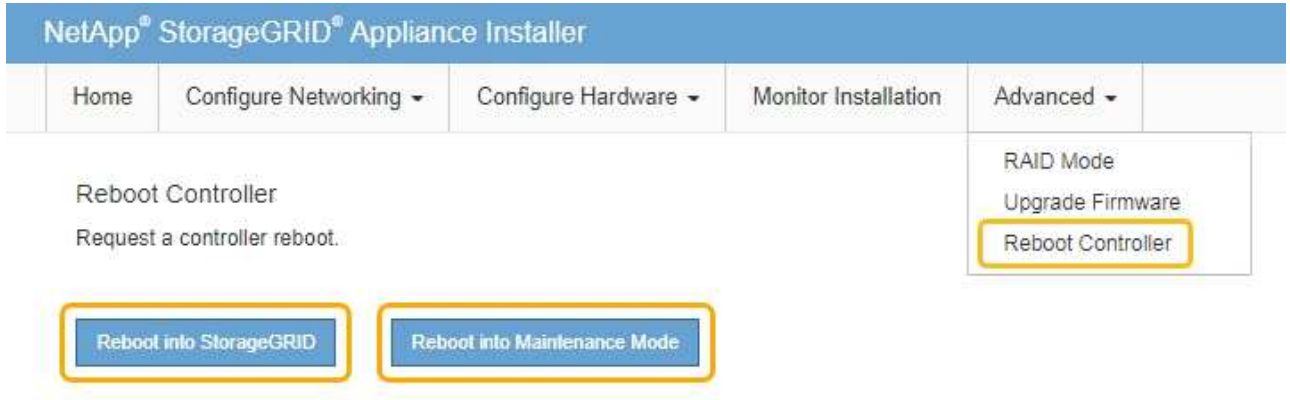 NetApp® StorageGRID® Appliance Installer
Home Configure Networking Configure Hardware Monitor Installation Advanced
RAID Mode
Upgrade Firmware
Reboot Controller
Reboot Controller
Request a controller reboot.
Reboot into StorageGRID Reboot into Maintenance Mode